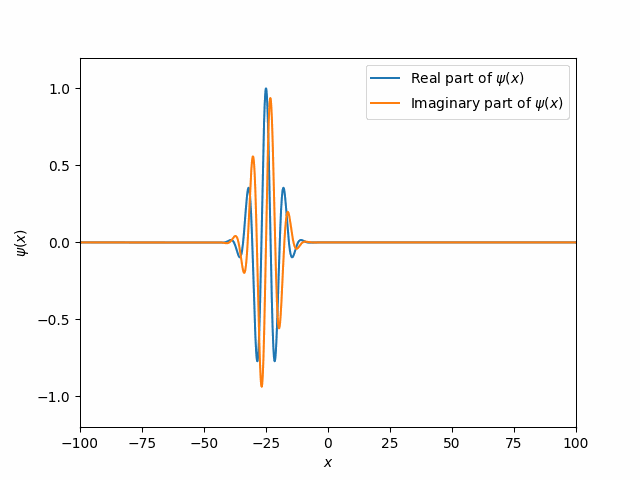 Real part of ψ(x)
Imaginary part of ψ(x)
1.0
0.5
0.0
−0.5
−1.0
ψ(x)
−100 −75 −50 −25 0 25 50 75 100
x